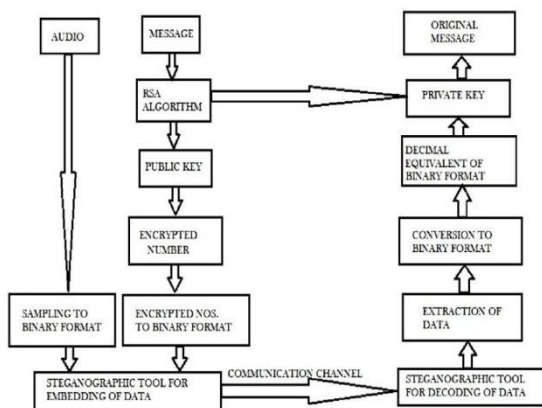 AUDIO
MESSAGE
RSA
ALGORITHM
PUBLIC KEY
ENCRYPTED
NUMBER
SAMPLING TO
BINARY FORMAT
ENCRYPTED NOS.
TO BINARY FORMAT
STEGANOGRAPHIC TOOL FOR
EMBEDDING OF DATA
COMMUNICATION CHANNEL
STEGANOGRAPHIC TOOL
FOR DECODING OF DATA
EXTRACTION OF
DATA
CONVERSION TO
BINARY FORMAT
DECIMAL
EQUIVALENT OF
BINARY FORMAT
PRIVATE KEY
ORIGINAL
MESSAGE